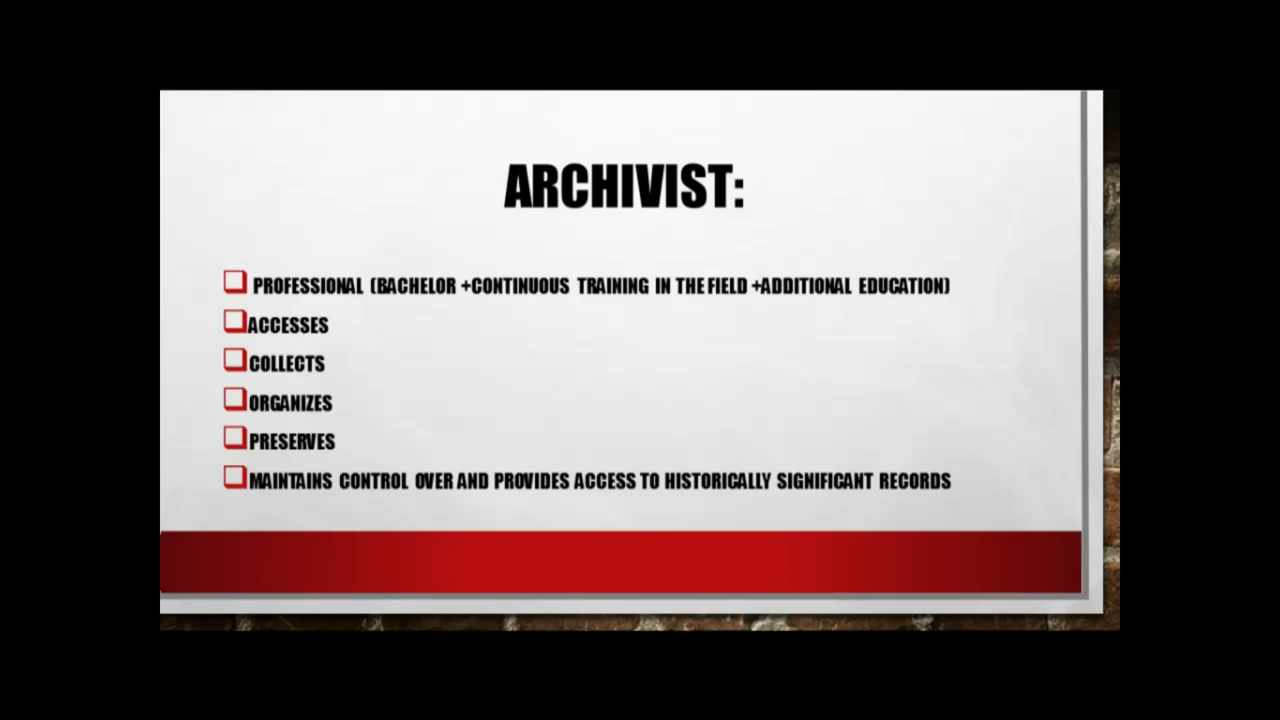 ARCHIVIST:
PROFESSIONAL (BACHELOR +CONTINUOUS TRAINING IN THE FIELD +ADDITIONAL EDUCATION)
ACCESSES
COLLECTS
ORGANIZES
PRESERVES
MAINTAINS CONTROL OVER AND PROVIDES ACCESS TO HISTORICALLY SIGNIFICANT RECORDS